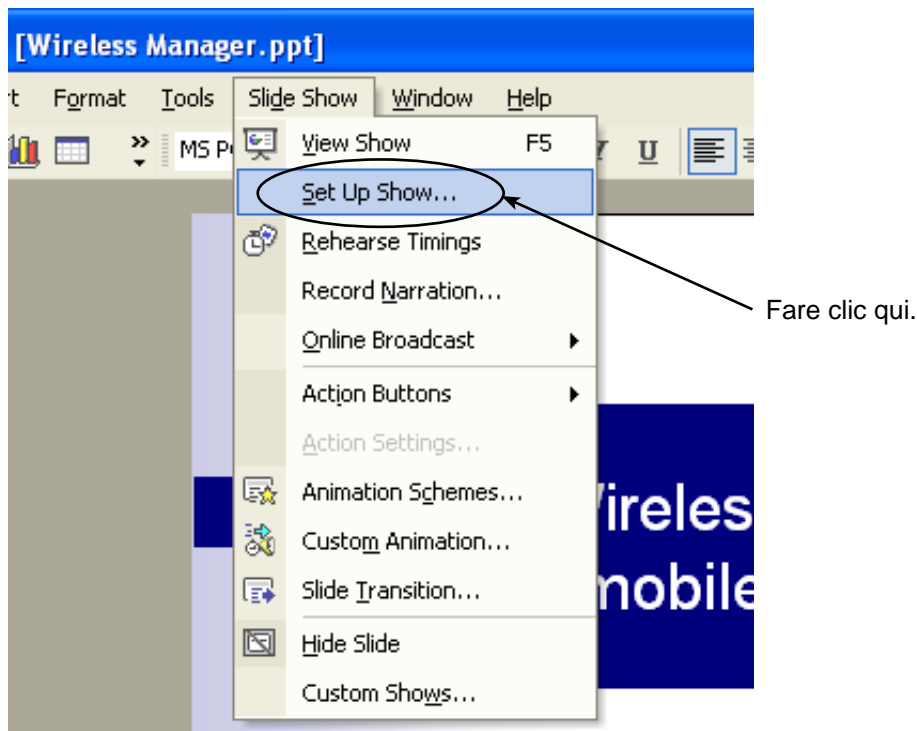 [Wireless Manager.ppt]
t Format Tools Slide Show Window Help
MS P U
View Show F5
Set Up Show...
Rehearse Timings
Record Narration...
Fare clic qui.
Online Broadcast
Action Buttons
Action Settings...
Animation Schemes...
Custom Animation...
Slide Transition...
Hide Slide
Custom Shows...
ireles
mobile